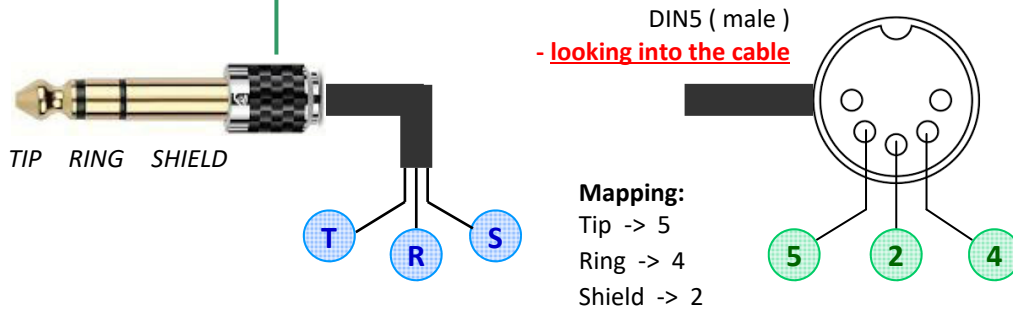 DIN5 ( male )
- looking into the cable
TIP RING SHIELD
T
R
S
Mapping:
Tip -> 5
Ring -> 4
Shield -> 2
5
2
4